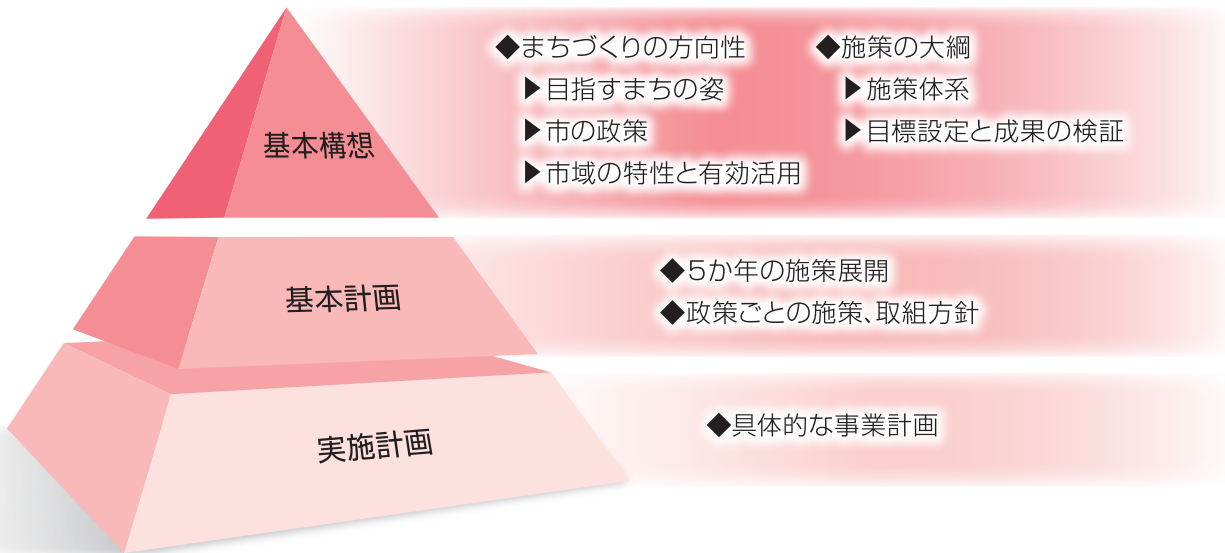 基本構想
◆まちづくりの方向性
▶目指すまちの姿
▶市の政策
▶市域の特性と有効活用
◆施策の大綱
▶施策体系
▶目標設定と成果の検証
基本計画
◆5か年の施策展開
◆政策ごとの施策、取組方針
実施計画
◆具体的な事業計画